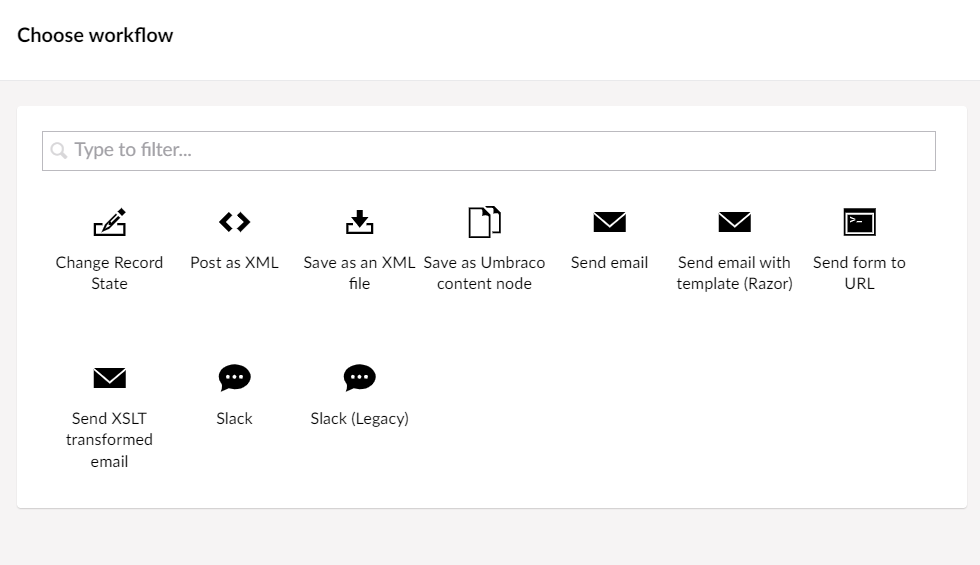 Choose workflow
Type to filter...
Change Record
State
Post as XML
Save as an XML
file
Save as Umbraco
content node
Send email
Send email with
template (Razor)
Send form to
URL
Send XSLT
transformed
email
Slack
Slack (Legacy)